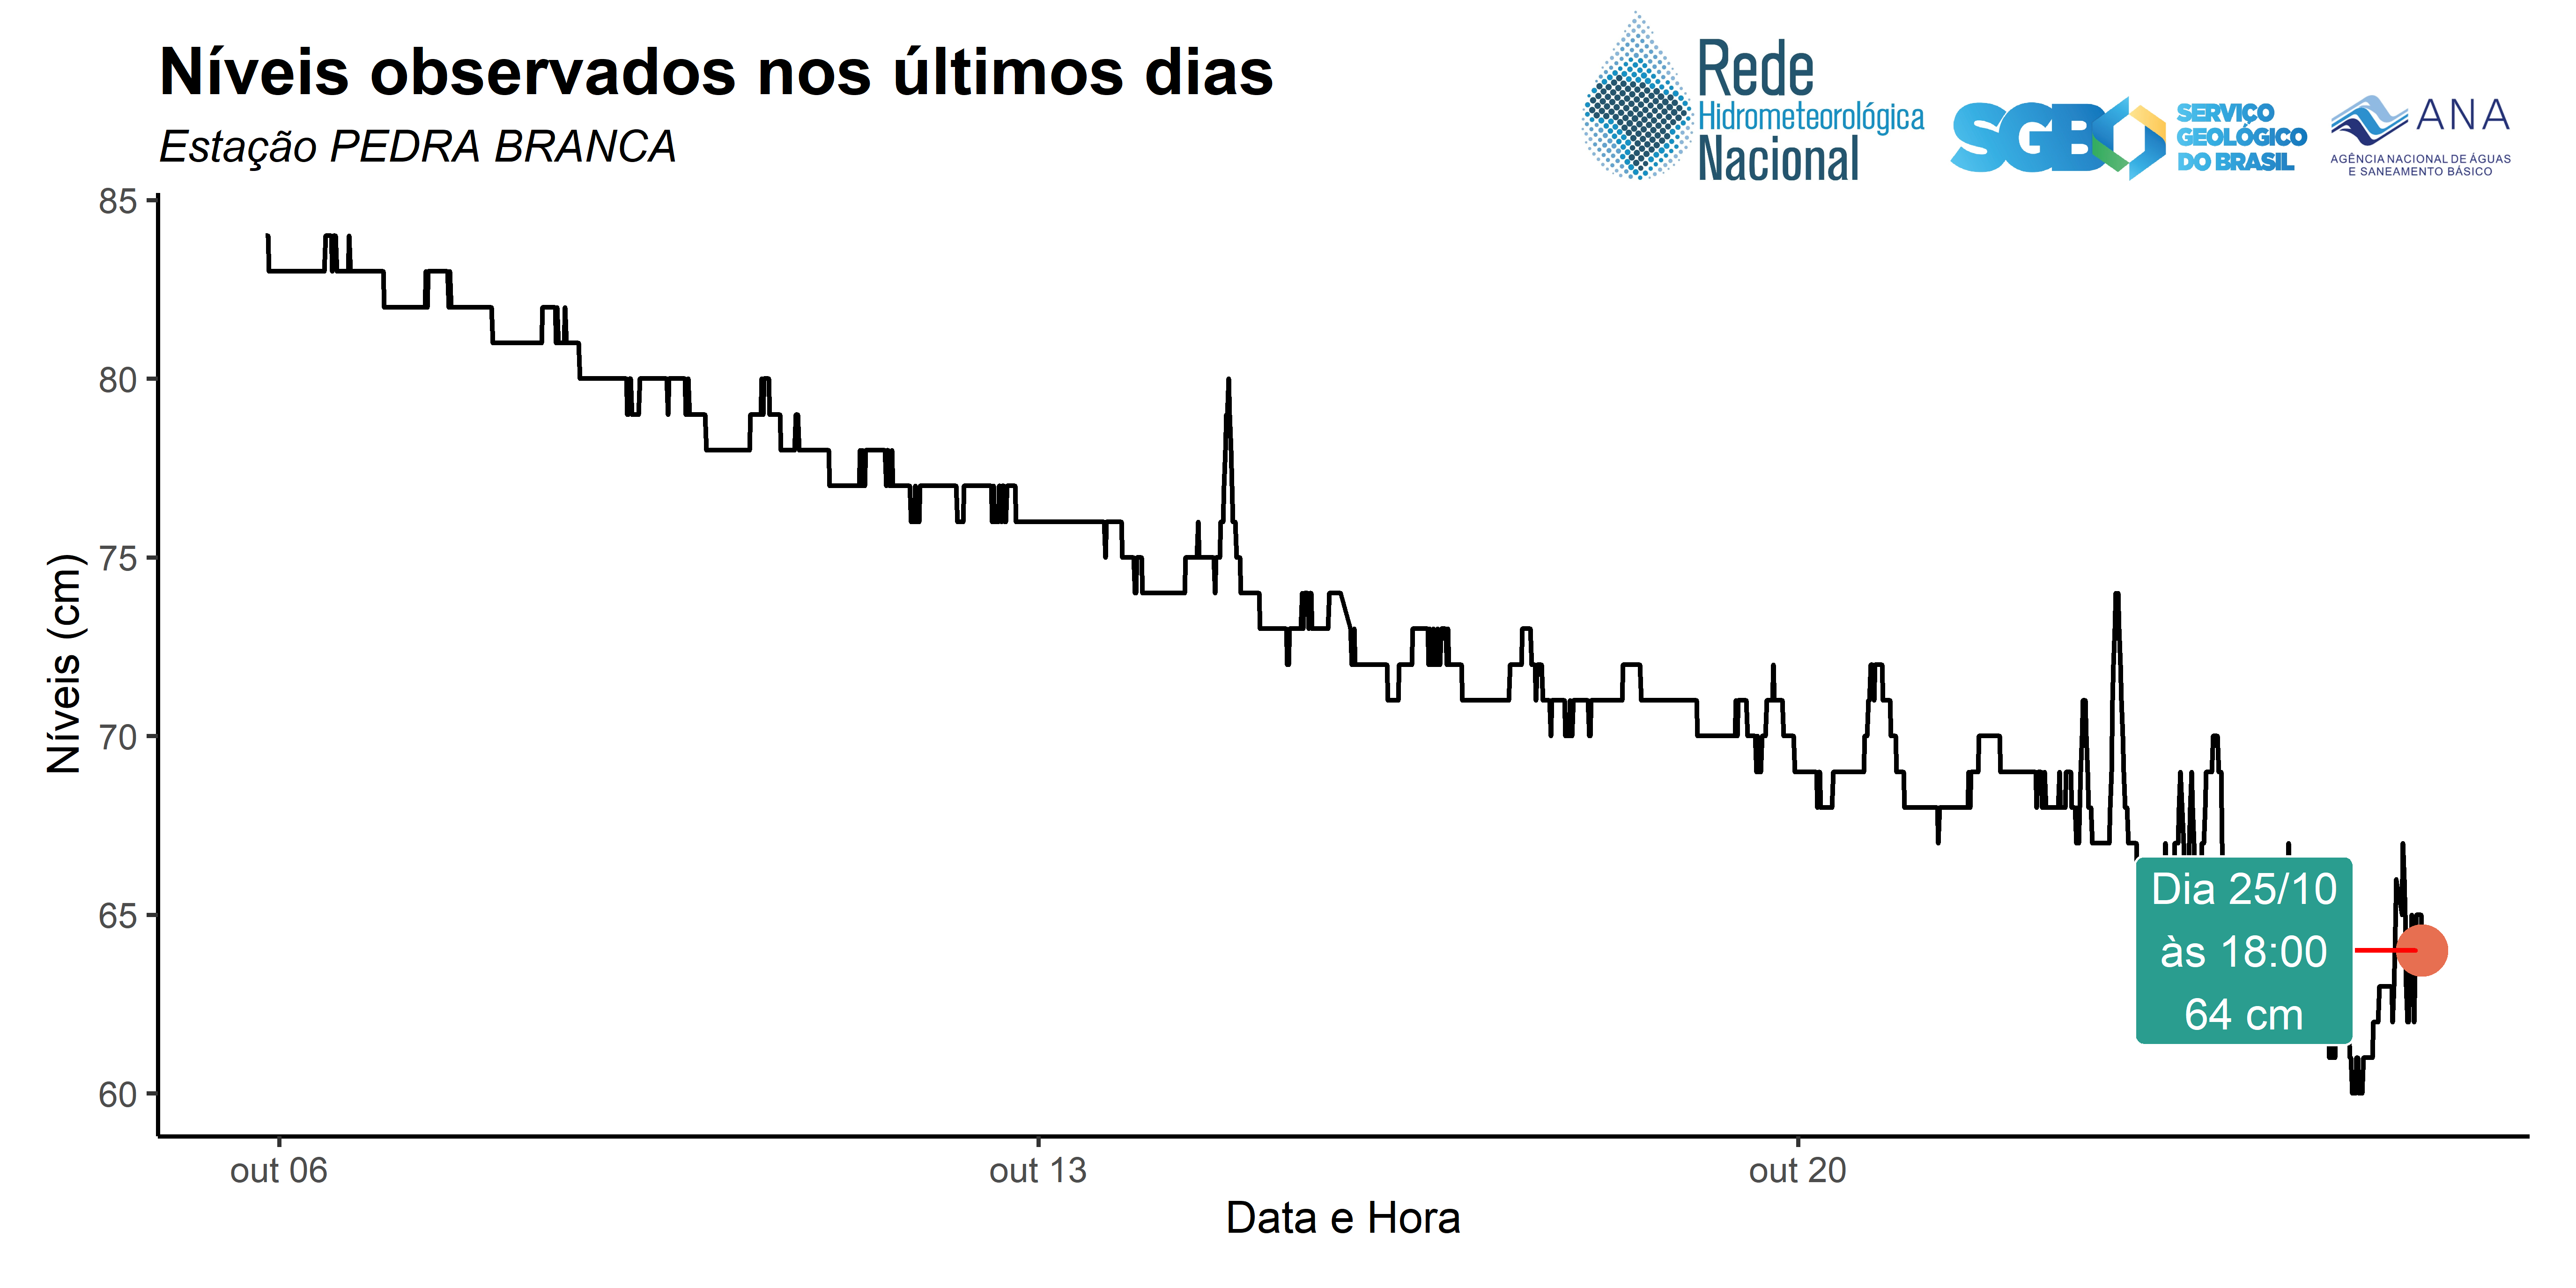 Níveis observados nos últimos dias
Estação PEDRA BRANCA
Rede
Hidrometeorológica
Nacional
SGB
SERVIÇO
GEOLÓGICO
DO BRASIL
ANA
AGÊNCIA NACIONAL DE ÁGUAS
E SANEAMENTO BÁSICO
85
80
75
70
65
60
Níveis (cm)
Dia 25/10
às 18:00
64 cm
out 06
out 13
out 20
Data e Hora